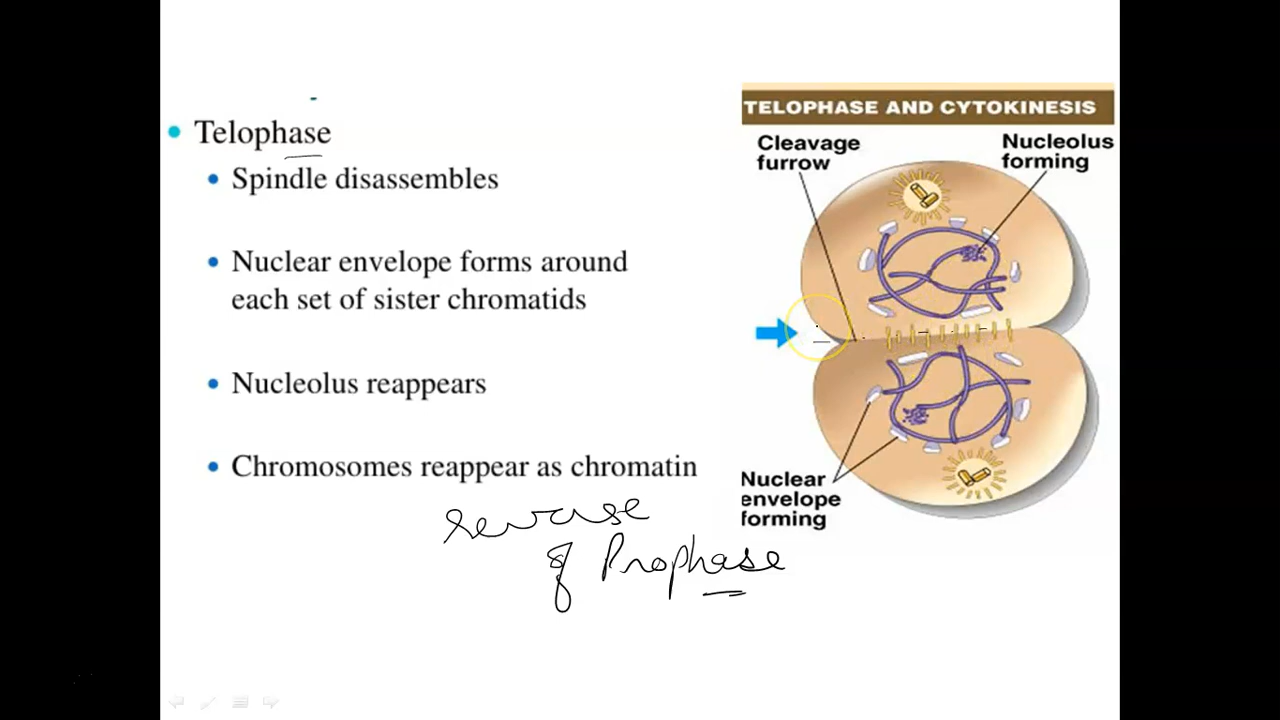 Telophase
Spindle disassembles
Nuclear envelope forms around
each set of sister chromatids
Nucleolus reappears
Chromosomes reappear as chromatin
reverse
of Prophase
TELOPHASE AND CYTOKINESIS
Cleavage
furrow
Nucleolus
forming
Nuclear
envelope
forming